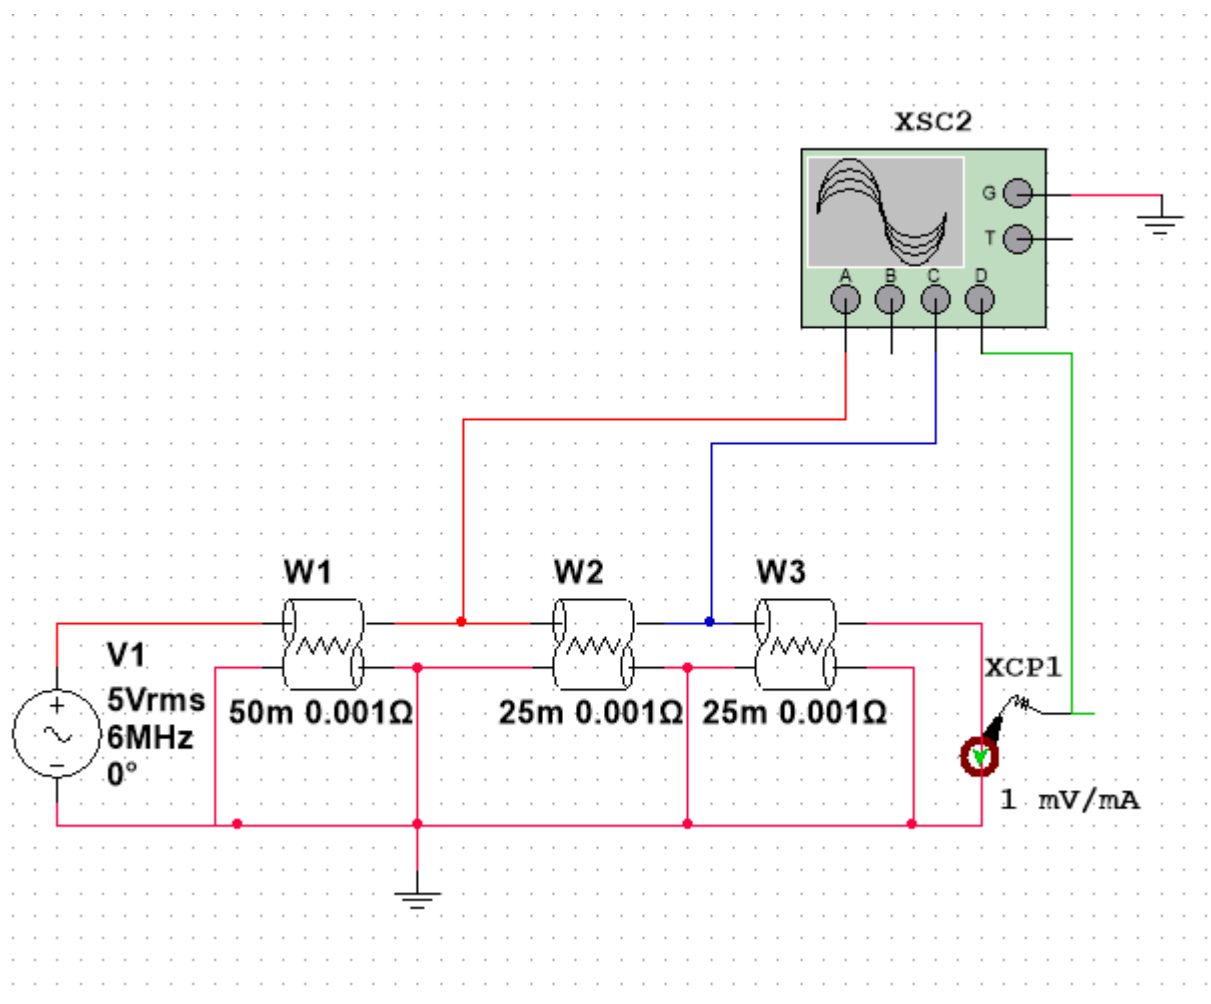 XSC2
G
T
A B C D
W1
W2
W3
V1
5Vrms
6MHz
0°
50m 0.001Ω
25m 0.001Ω
25m 0.001Ω
XCP1
1 mV/mA